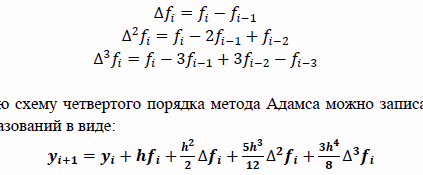 Δfᵢ = fᵢ − fᵢ₋₁
Δ²fᵢ = fᵢ − 2fᵢ₋₁ + fᵢ₋₂
Δ³fᵢ = fᵢ − 3fᵢ₋₁ + 3fᵢ₋₂ − fᵢ₋₃
схему четвертого порядка метода Адамса можно
в виде:
yᵢ₊₁ = yᵢ + hfᵢ + h²/2 Δfᵢ + 5h³/12 Δ²fᵢ + 3h⁴/8 Δ³fᵢ